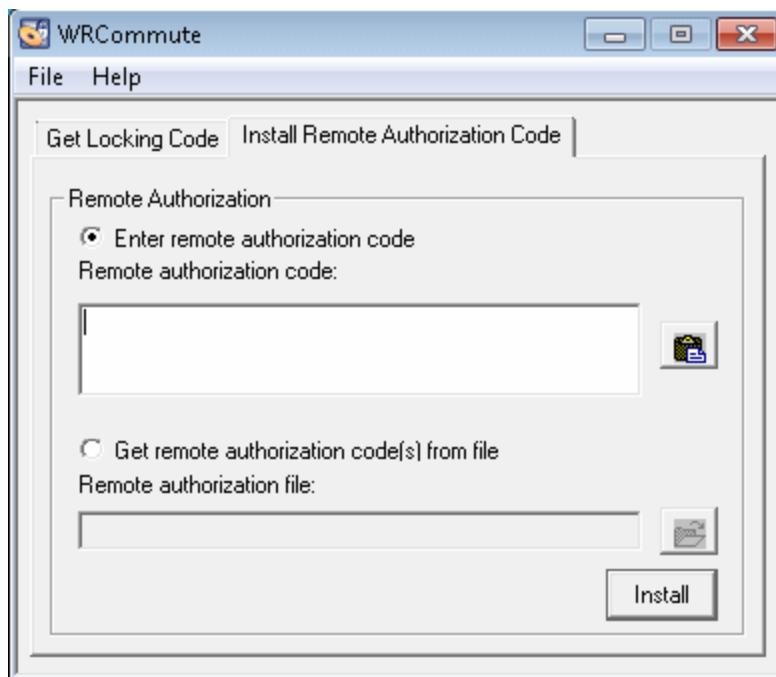 WRCommute
File Help
Get Locking Code Install Remote Authorization Code
Remote Authorization
Enter remote authorization code
Remote authorization code:
Get remote authorization code(s) from file
Remote authorization file:
Install